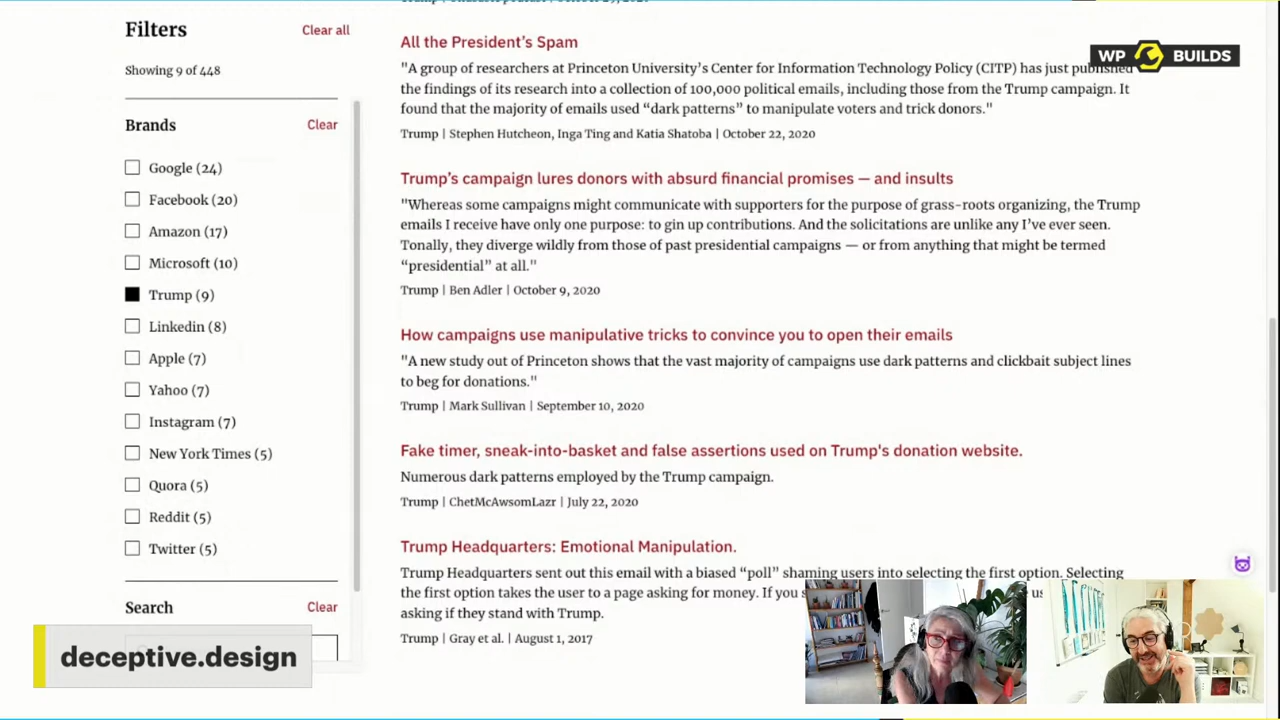 Filters
Clear all
Showing 9 of 448
Brands
Clear
Google (24)
Facebook (20)
Amazon (17)
Microsoft (10)
Trump (9)
Linkedin (8)
Apple (7)
Yahoo (7)
Instagram (7)
New York Times (5)
Quora (5)
Reddit (5)
Twitter (5)
Search
Clear
All the President’s Spam
"A group of researchers at Princeton University’s Center for Information Technology Policy (CITP) has just published
the findings of its research into a collection of 100,000 political emails, including those from the Trump campaign. It
found that the majority of emails used “dark patterns” to manipulate voters and trick donors."
Trump | Stephen Hutcheon, Inga Ting and Katia Shatoba | October 22, 2020
Trump’s campaign lures donors with absurd financial promises — and insults
"Whereas some campaigns might communicate with supporters for the purpose of grass-roots organizing, the Trump
emails I receive have only one purpose: to gin up contributions. And the solicitations are unlike any I’ve ever seen.
Tonally, they diverge wildly from those of past presidential campaigns — or from anything that might be termed
“presidential” at all."
Trump | Ben Adler | October 9, 2020
How campaigns use manipulative tricks to convince you to open their emails
"A new study out of Princeton shows that the vast majority of campaigns use dark patterns and clickbait subject lines
to beg for donations."
Trump | Mark Sullivan | September 10, 2020
Fake timer, sneak-into-basket and false assertions used on Trump's donation website.
Numerous dark patterns employed by the Trump campaign.
Trump | ChetMcAwsomLazr | July 22, 2020
Trump Headquarters: Emotional Manipulation.
Trump Headquarters sent out this email with a biased “poll” shaming users into selecting the first option. Selecting
the first option takes the user to a page asking for money. If you
asking if they stand with Trump.
Trump | Gray et al. | August 1, 2017
WP BUILDS
deceptive.design